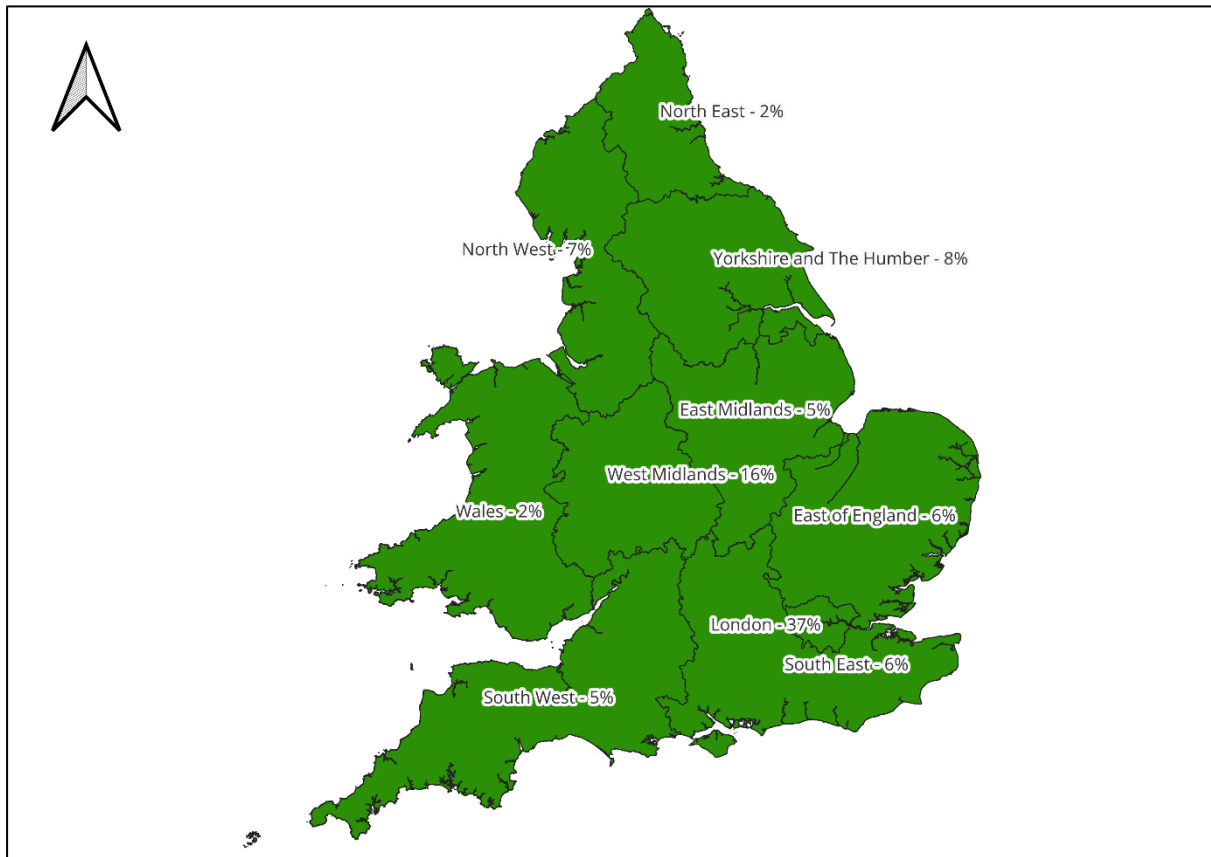 North East - 2%
North West - 7%
Yorkshire and The Humber - 8%
East Midlands - 5%
West Midlands - 16%
Wales - 2%
East of England - 6%
London - 37%
South East - 6%
South West - 5%